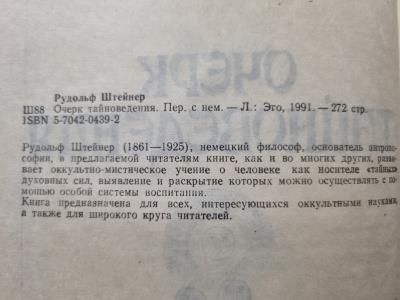 Рудольф Штейнер
Ш88 Очерк тайноведения. Пер. с нем. — Л.: Эго, 1991. — 272 стр.
ISBN 5-7042-0439-2
Рудольф Штейнер (1861—1925), немецкий философ, основатель антропо-
софии, в предлагаемой читателям книге, как и во многих других, раз-
вевает оккультно-мистическое учение о человеке как носителе «тайных»
духовных сил, выявление и раскрытие которых можно осуществлять с по-
мощью особой системы воспитания.
Книга предназначена для всех, интересующихся оккультными науками,
а также для широкого круга читателей.